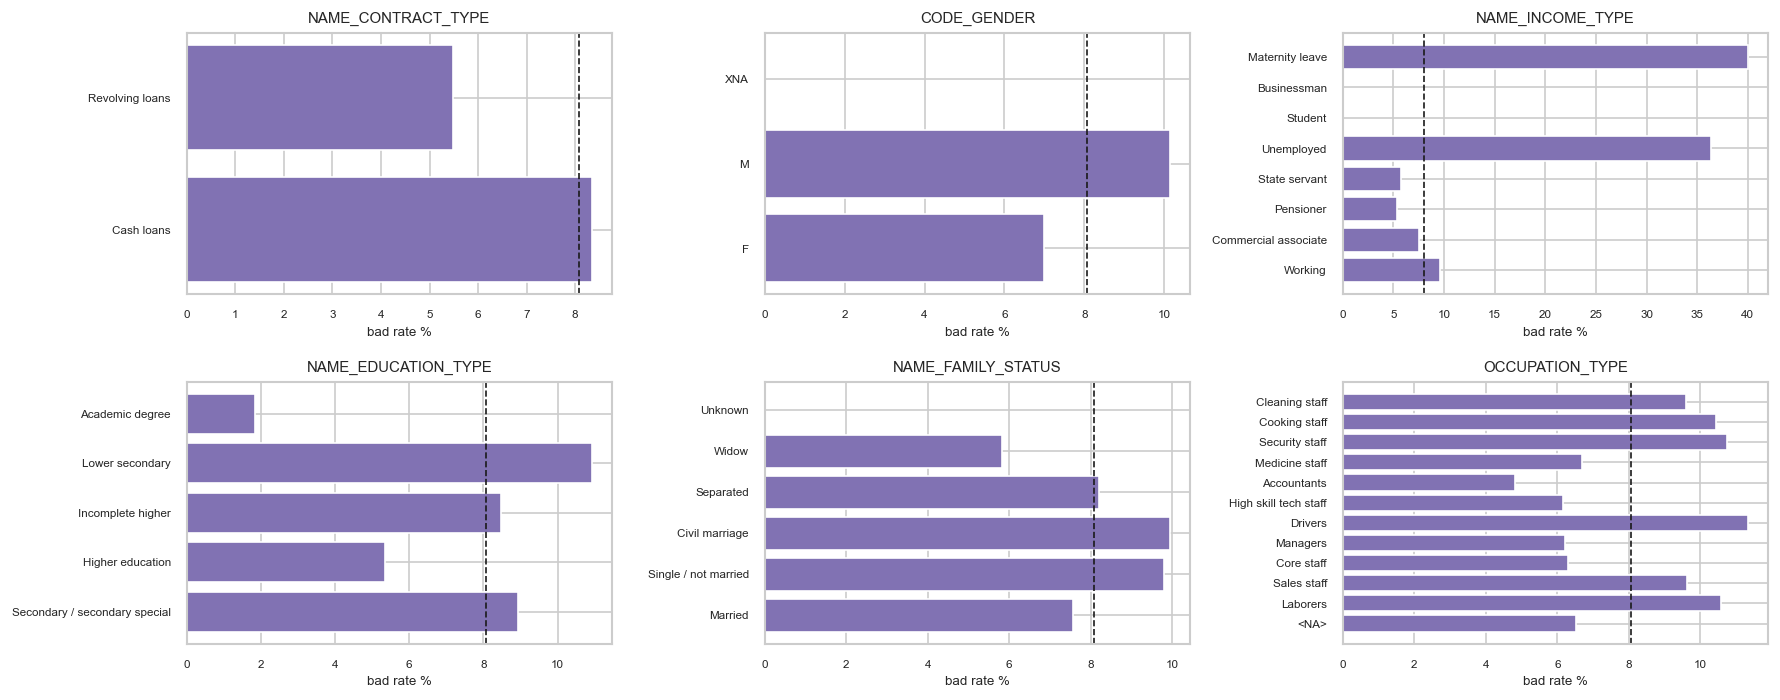 NAME_CONTRACT_TYPE
Revolving loans
Cash loans
0 1 2 3 4 5 6 7 8
bad rate %
CODE_GENDER
XNA
M
F
0 2 4 6 8 10
bad rate %
NAME_INCOME_TYPE
Maternity leave
Businessman
Student
Unemployed
State servant
Pensioner
Commercial associate
Working
0 5 10 15 20 25 30 35 40
bad rate %
NAME_EDUCATION_TYPE
Academic degree
Lower secondary
Incomplete higher
Higher education
Secondary / secondary special
0 2 4 6 8 10
bad rate %
NAME_FAMILY_STATUS
Unknown
Widow
Separated
Civil marriage
Single / not married
Married
0 2 4 6 8 10
bad rate %
OCCUPATION_TYPE
Cleaning staff
Cooking staff
Security staff
Medicine staff
Accountants
High skill tech staff
Drivers
Managers
Core staff
Sales staff
Laborers
<NA>
0 2 4 6 8 10
bad rate %